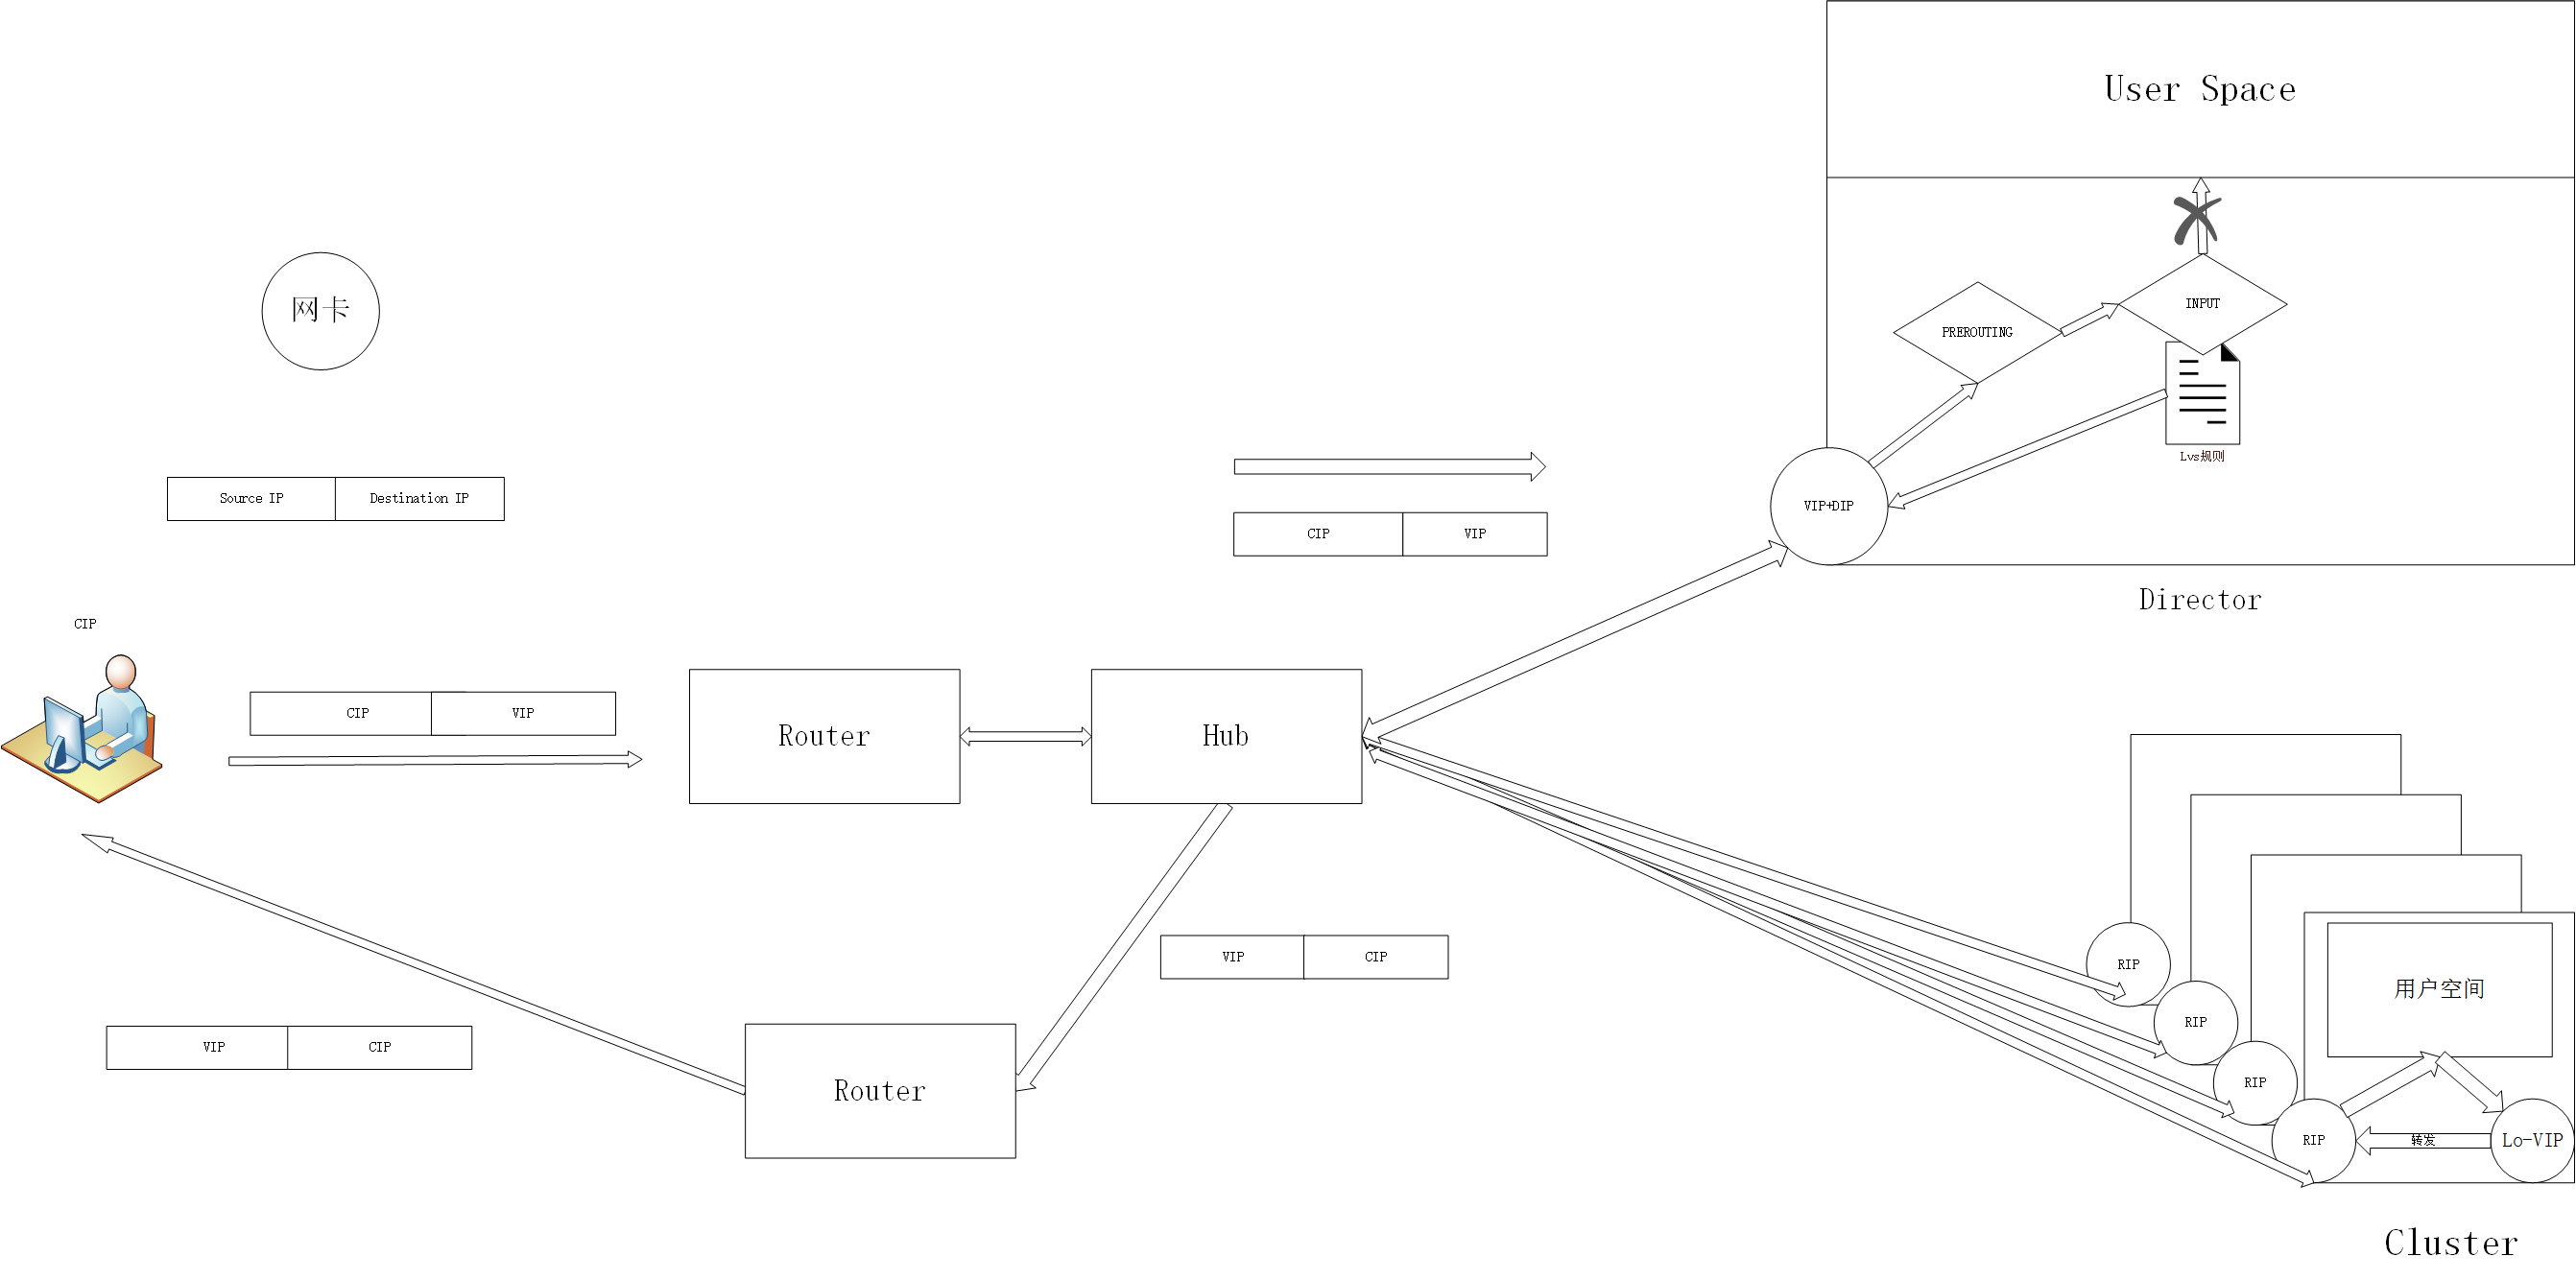 User Space
网卡
INPUT
PREROUTING
Lvs规则
Source IP
Destination IP
VIP+DIP
CIP
VIP
Director
CIP
CIP
VIP
Router
Hub
VIP
CIP
RIP
用户空间
RIP
VIP
CIP
RIP
Router
RIP
转发
Lo-VIP
Cluster